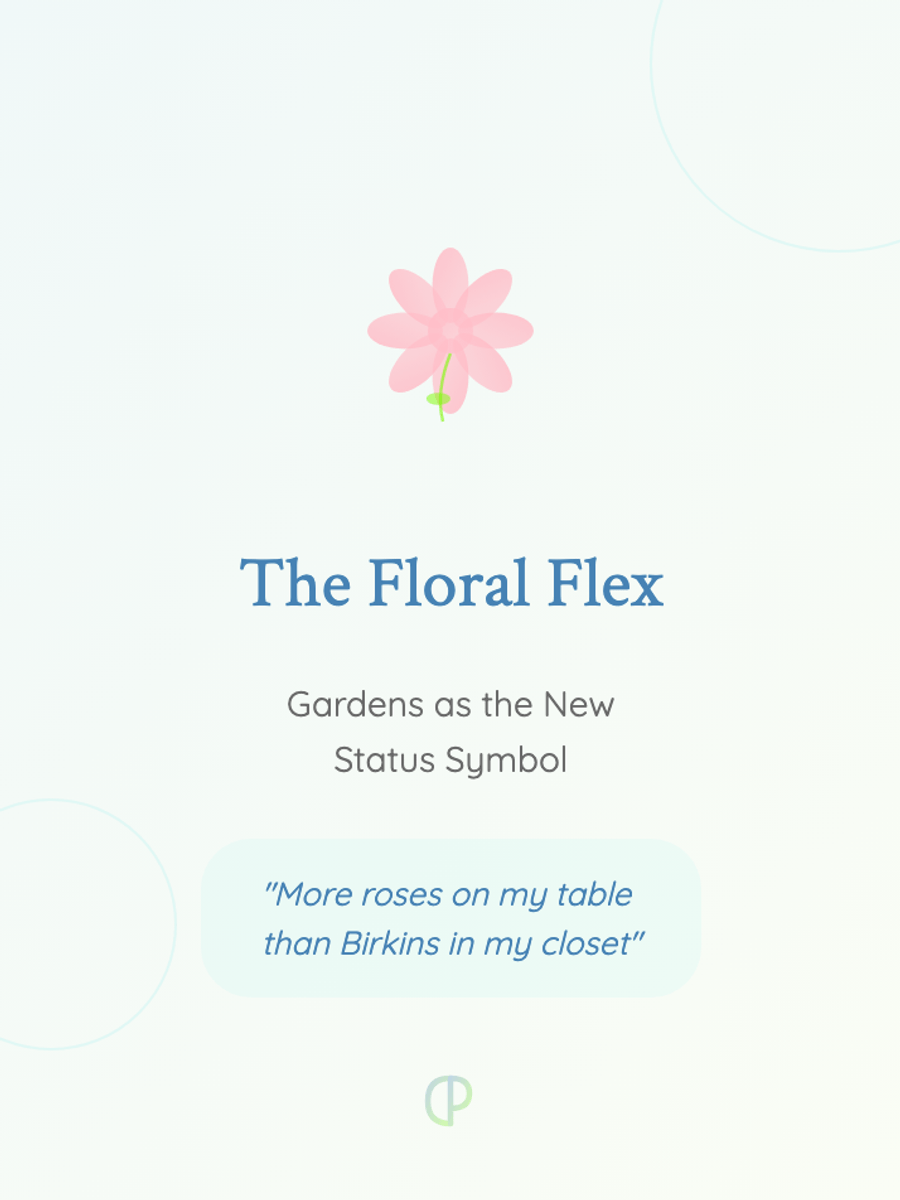 The Floral Flex
Gardens as the New
Status Symbol
"More roses on my table
than Birkins in my closet"